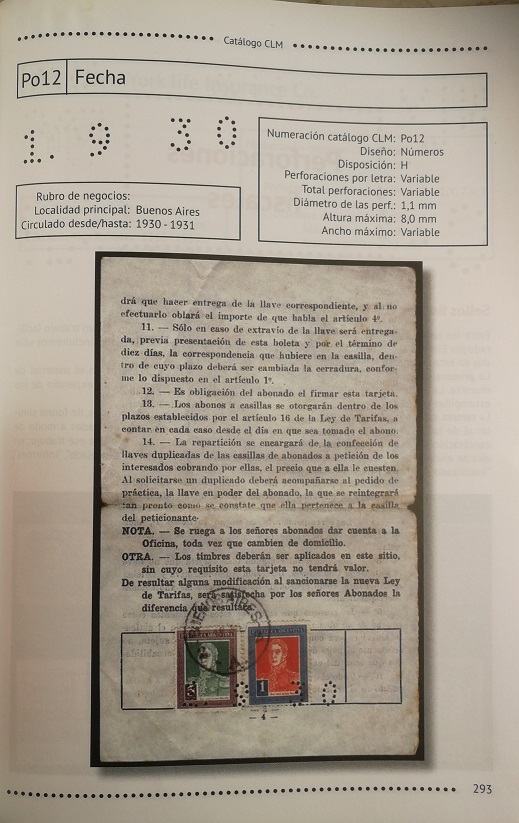 Catálogo CLM
Po12 Fecha
1. 9 3 0
Rubro de negocios:
Localidad principal: Buenos Aires
Circulado desde/hasta: 1930 - 1931
Numeración catálogo CLM: Po12
Diseño: Números
Disposición: H
Perforaciones por letra: Variable
Total perforaciones: Variable
Diámetro de las perf.: 1,1 mm
Altura máxima: 8,0 mm
Ancho máximo: Variable
drá que hacer entrega de la llave correspondiente, y al no
efectuarlo oblará el importe de que habla el artículo 4º.
11. — Sólo en caso de extravío de la llave será entrega-
da, previa presentación de esta boleta y por el término de
diez días, la correspondencia que hubiere en la casilla, den-
tro de cuyo plazo deberá ser cambiada la cerradura, confor-
me lo dispuesto en el artículo 1º.
12. — Es obligación del abonado el firmar esta tarjeta.
13. — Los abonos a casillas se otorgarán dentro de los
plazos establecidos por el artículo 16 de la Ley de Tarifas, a
contar en cada caso desde el día en que sea tomado el abono.
14. — La repartición se encargará de la confección de
llaves duplicadas de las casillas de abonados a petición de los
interesados cobrando por ellas, el precio que a ella le cuesten.
Al solicitarse un duplicado deberá acompañarse al pedido de
práctica, la llave en poder del abonado, la que se reintegrará
tan pronto como se constate que ella pertenece a la casilla
del peticionante.
NOTA. — Se ruega a los señores abonados dar cuenta a la
Oficina, toda vez que cambien de domicilio.
OTRA. — Los timbres deberán ser aplicados en este sitio,
sin cuyo requisito esta tarjeta no tendrá valor.
De resultar alguna modificación al sancionarse la nueva Ley
de Tarifas, será satisfecha por los señores Abonados la
diferencia que resultara.
BUENOS AIRES
1
— 4 —
293